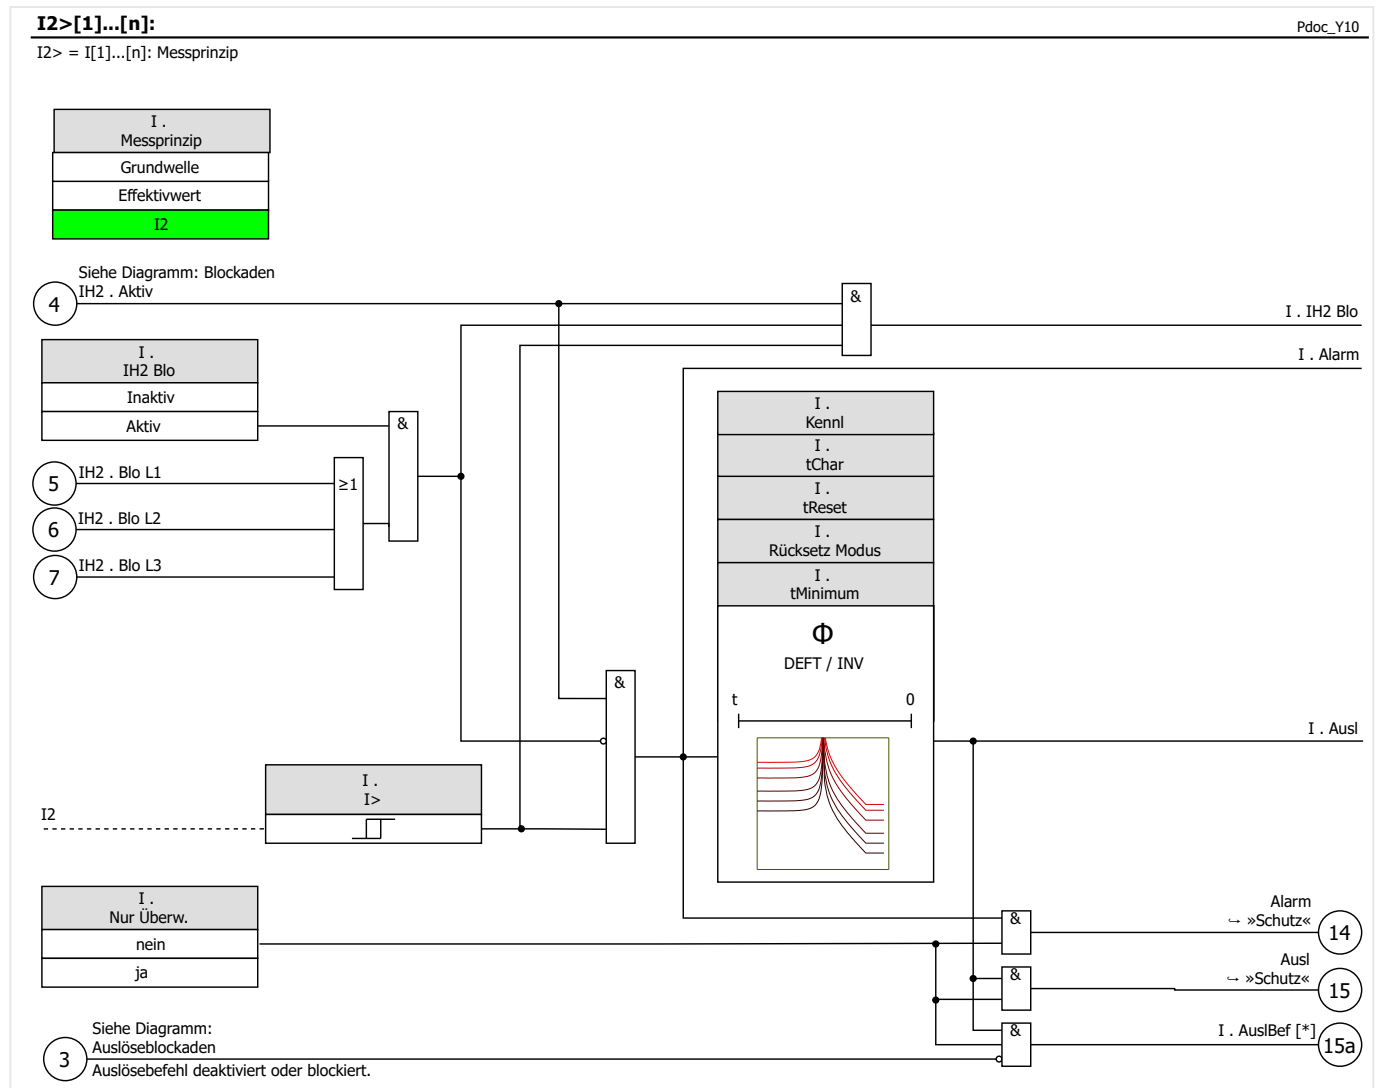 I2>[1]...[n]:
Pdoc_Y10
I2> = I[1]...[n]: Messprinzip
I .
Messprinzip
Grundwelle
Effektivwert
I2
Siehe Diagramm: Blockaden
4
IH2 . Aktiv
&
I . IH2 Blo
I .
IH2 Blo
Inaktiv
Aktiv
&
I . Alarm
5
IH2 . Blo L1
≥1
6
IH2 . Blo L2
7
IH2 . Blo L3
I .
Kennl
I .
tChar
I .
tReset
I .
Rücksetz Modus
I .
tMinimum
Φ
DEFT / INV
t
0
&
I . Ausl
I2
I .
I>
I .
Nur Überw.
nein
ja
&
Alarm
↪ »Schutz«
14
&
Ausl
↪ »Schutz«
15
&
I . AuslBef [*]
15a
Siehe Diagramm:
3
Auslöseblockaden
Auslösebefehl deaktiviert oder blockiert.